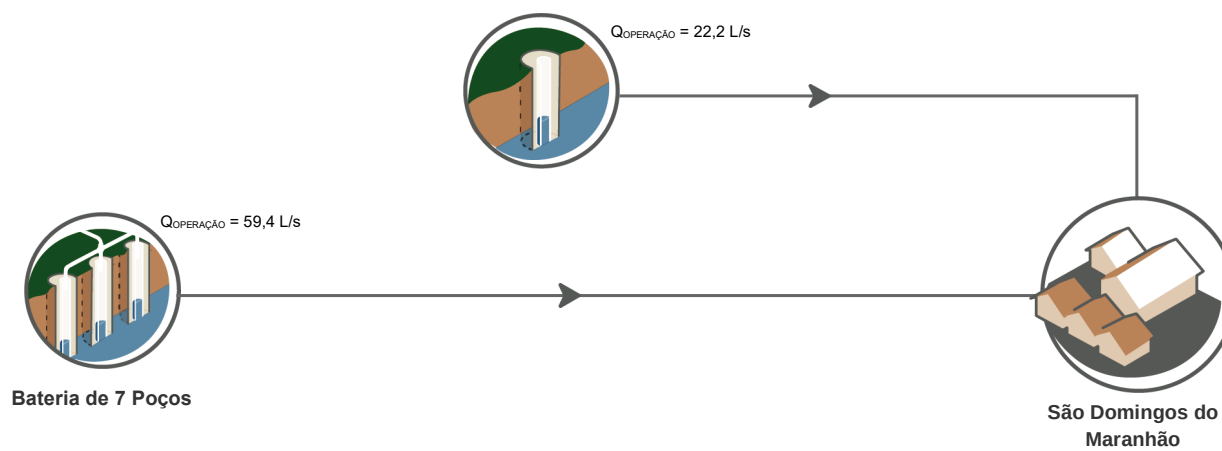 QOPERAÇÃO = 22,2 L/s
QOPERAÇÃO = 59,4 L/s
Bateria de 7 Poços
São Domingos do
Maranhão